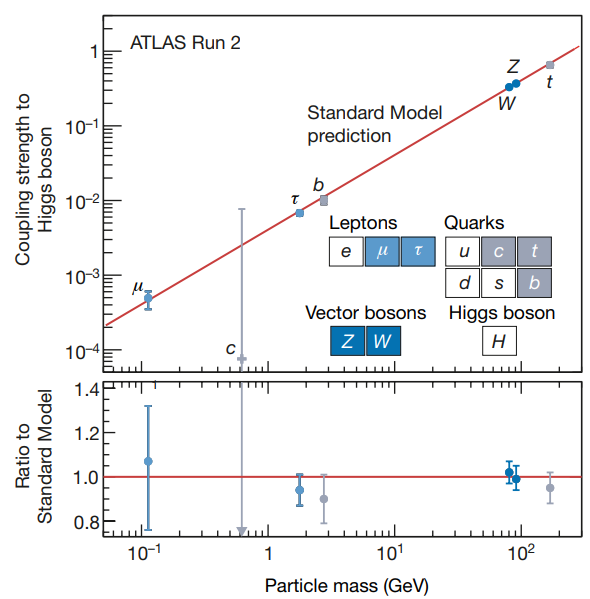 ATLAS Run 2
Coupling strength to
Higgs boson
1
10⁻¹
10⁻²
10⁻³
10⁻⁴
Z
W
t
Standard Model
prediction
τ
b
μ
c
Leptons
e μ τ
Quarks
u c t
d s b
Vector bosons
Z W
Higgs boson
H
Ratio to
Standard Model
1.4
1.2
1.0
0.8
10⁻¹ 1 10¹ 10²
Particle mass (GeV)